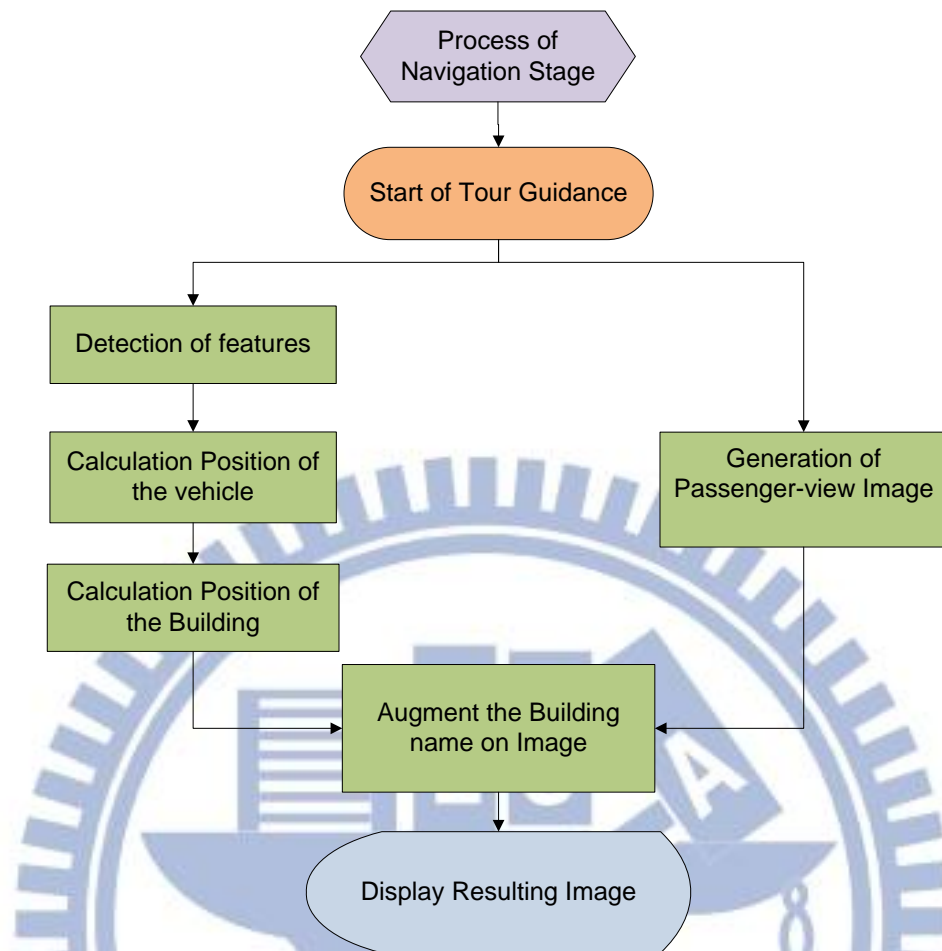 Process of
Navigation Stage
Start of Tour Guidance
Detection of features
Calculation Position of
the vehicle
Generation of
Passenger-view Image
Calculation Position of
the Building
Augment the Building
name on Image
A
Display Resulting Image